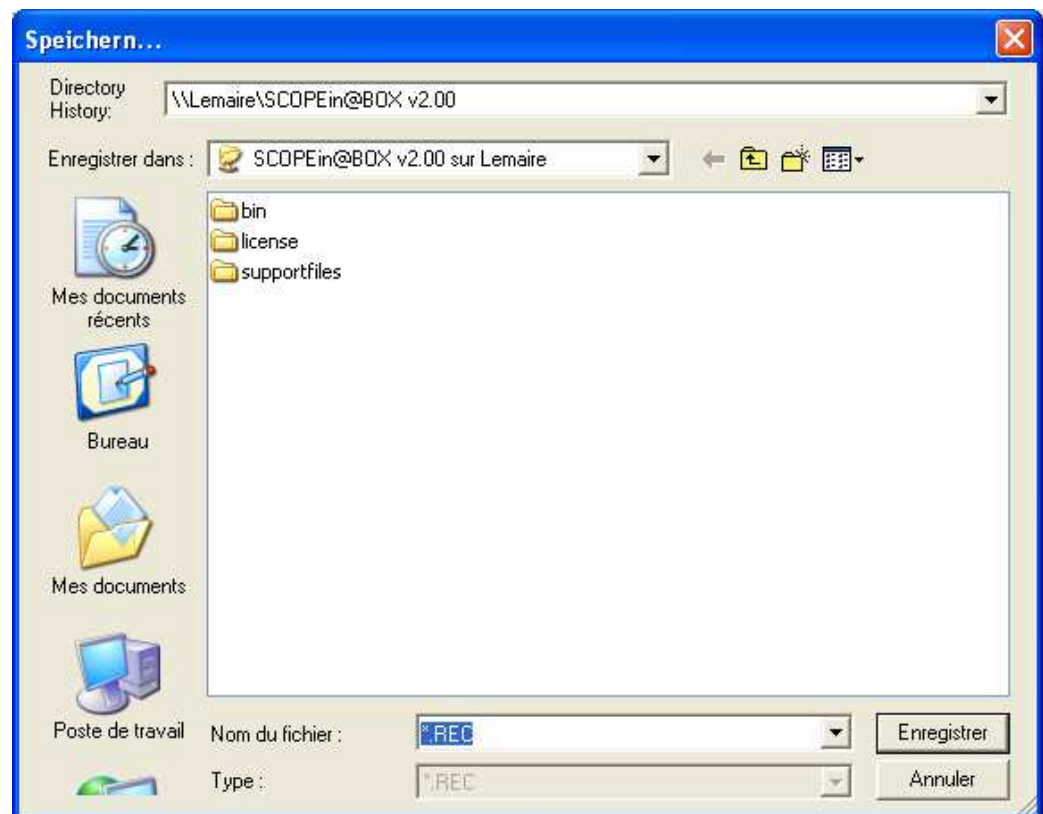 Speichern...
Directory
History:
\\Lemaire\SCOPEin@BOX v2.00
Enregistrer dans :
SCOPEin@BOX v2.00 sur Lemaire
bin
license
supportfiles
Mes documents
récents
Bureau
Mes documents
Poste de travail
Nom du fichier :
*.REC
Enregistrer
Type :
*.REC
Annuler